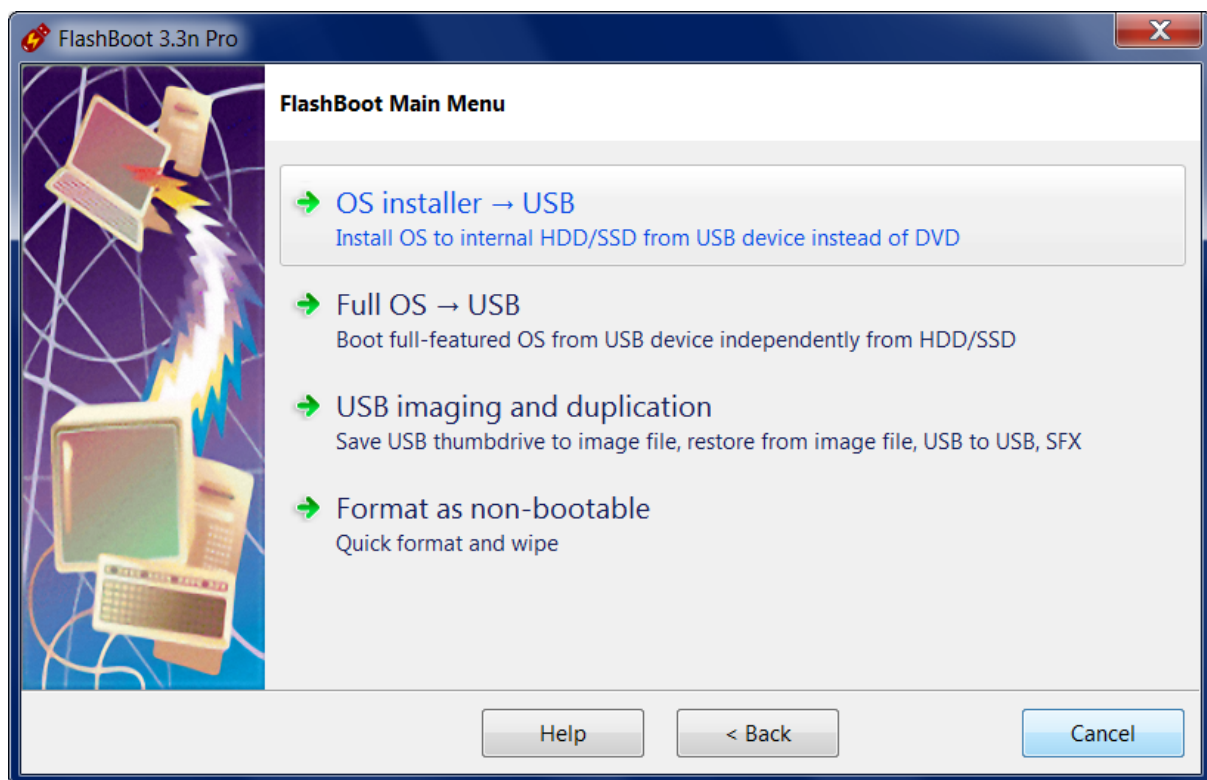 FlashBoot 3.3n Pro
FlashBoot Main Menu
OS installer → USB
Install OS to internal HDD/SSD from USB device instead of DVD
Full OS → USB
Boot full-featured OS from USB device independently from HDD/SSD
USB imaging and duplication
Save USB thumbdrive to image file, restore from image file, USB to USB, SFX
Format as non-bootable
Quick format and wipe
Help
< Back
Cancel